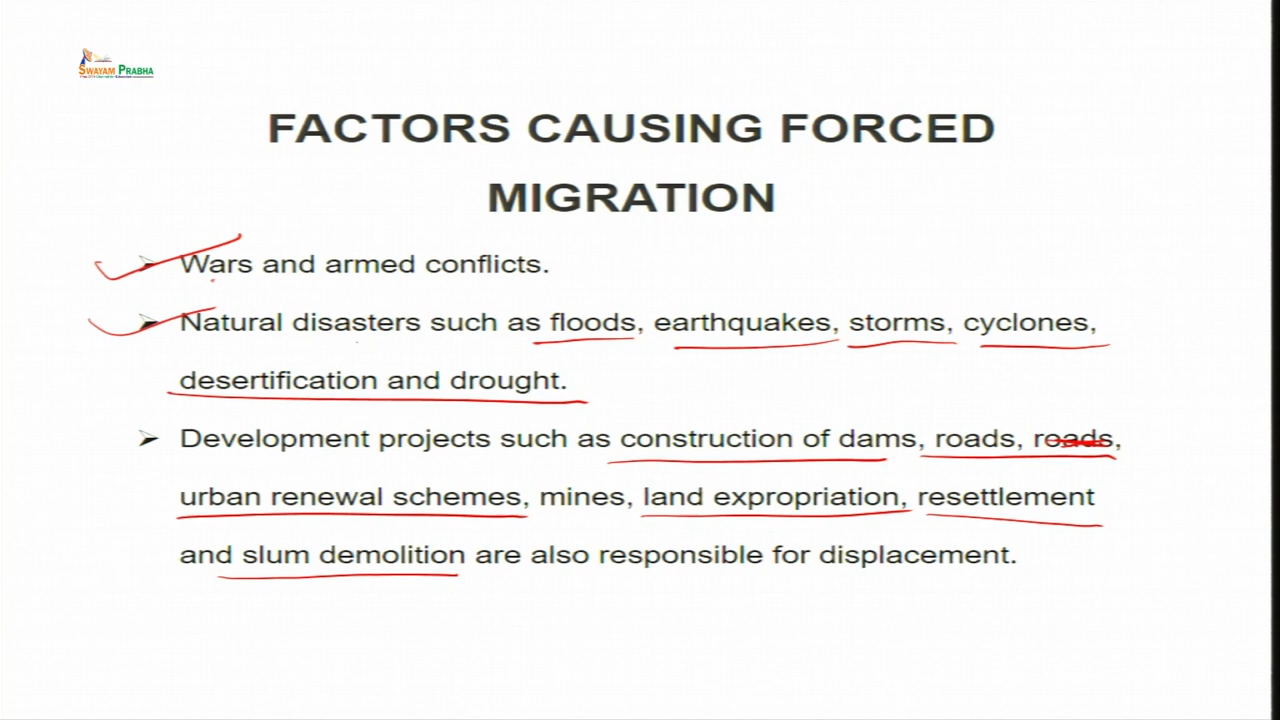 SWAYAM PRABHA
FACTORS CAUSING FORCED
MIGRATION
➢ Wars and armed conflicts.
➢ Natural disasters such as floods, earthquakes, storms, cyclones,
desertification and drought.
➢ Development projects such as construction of dams, roads, roads,
urban renewal schemes, mines, land expropriation, resettlement
and slum demolition are also responsible for displacement.